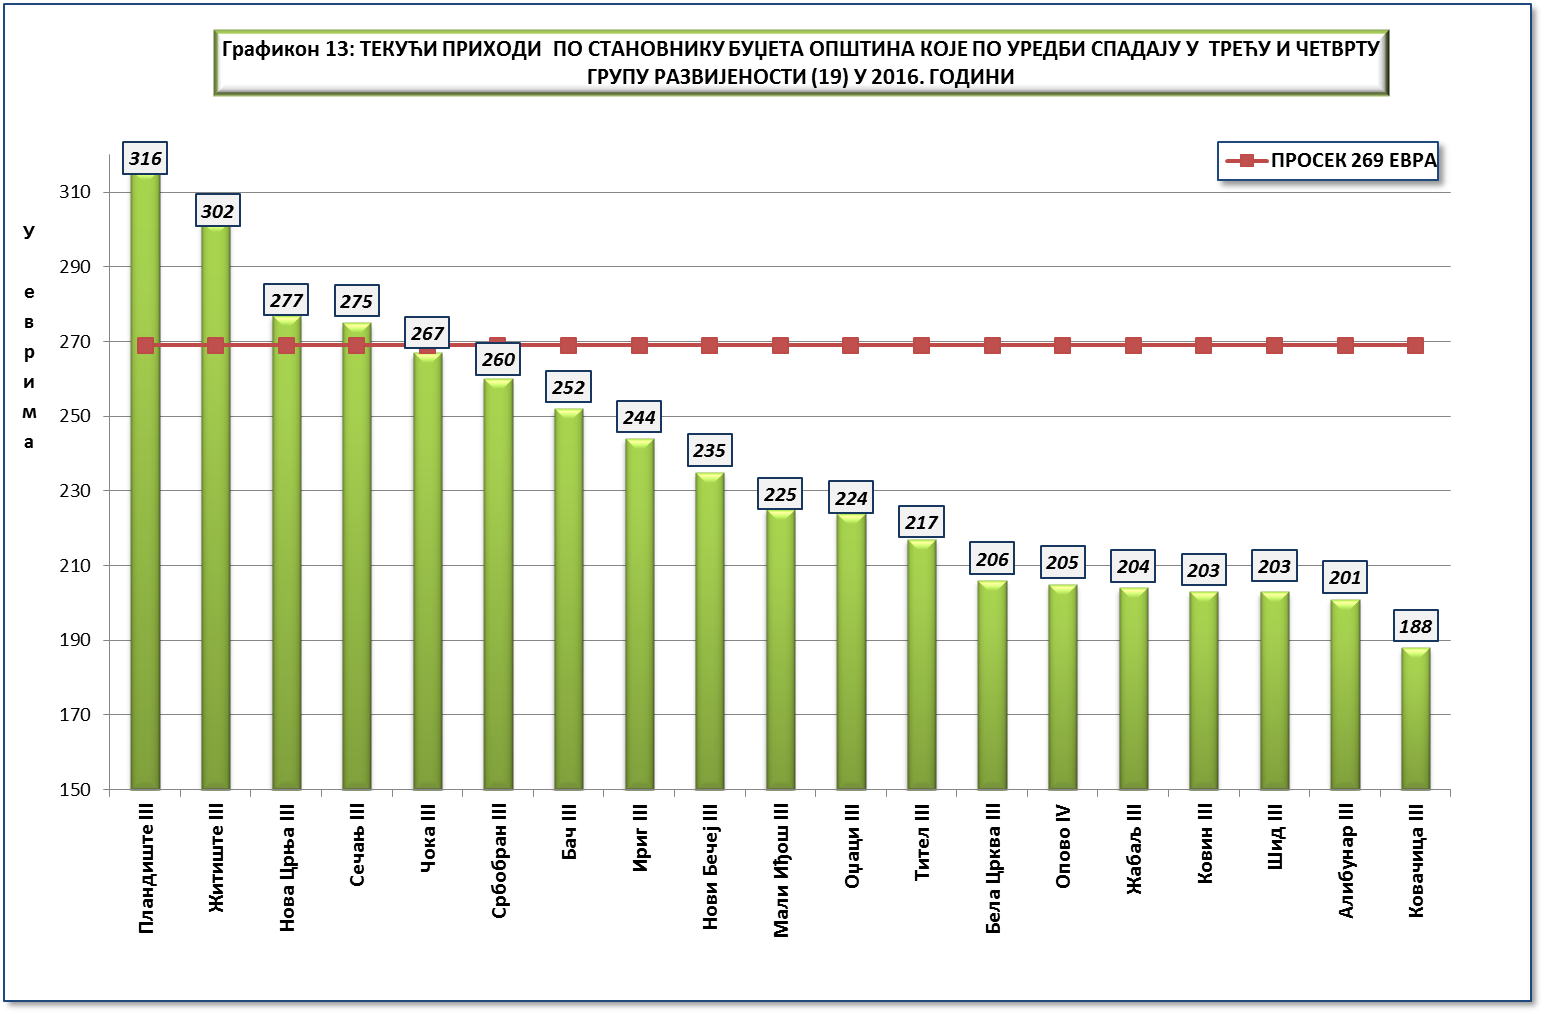 Графикон 13: ТЕКУЋИ ПРИХОДИ  ПО СТАНОВНИКУ БУЏЕТА ОПШТИНА КОЈЕ ПО УРЕДБИ СПАДАЈУ У  ТРЕЋУ И ЧЕТВРТУ
ГРУПУ РАЗВИЈЕНОСТИ (19) У 2016. ГОДИНИ
ПРОСЕК 269 ЕВРА
У еврима
310
290
270
250
230
210
190
170
150
316
302
277
275
267
260
252
244
235
225
224
217
206
205
204
203
203
201
188
Пландиште III
Житиште III
Нова Црња III
Сечањ III
Чока III
Србобран III
Бач III
Ириг III
Нови Бечеј III
Мали Иђош III
Оџаци III
Тител III
Бела Црква III
Опово IV
Жабаљ III
Ковин III
Шид III
Алибунар III
Ковачица III